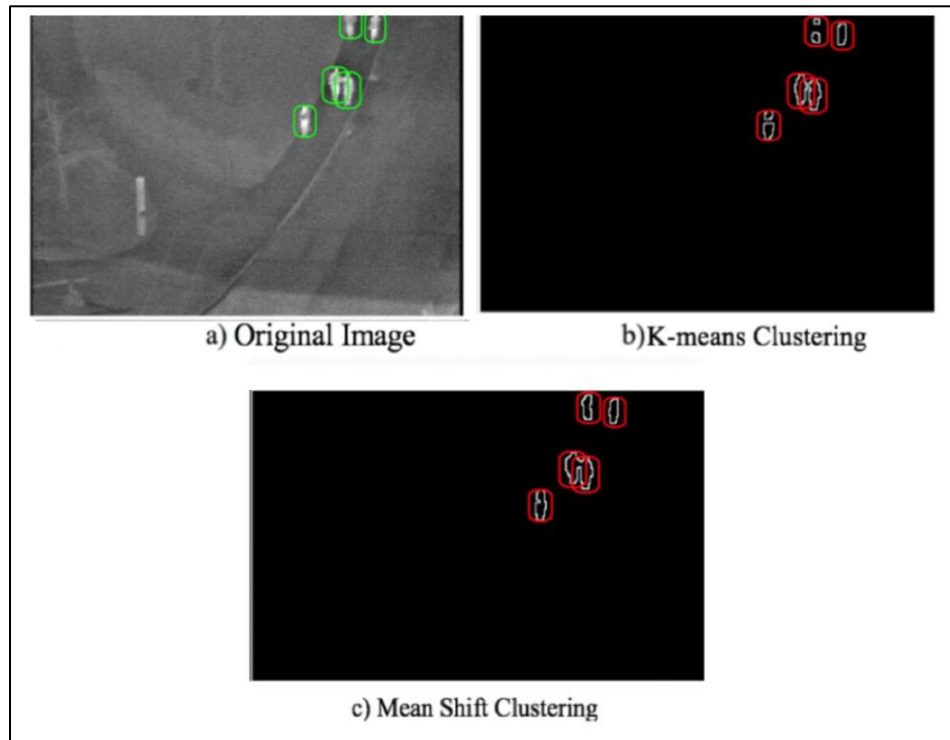 a) Original Image
b)K-means Clustering
c) Mean Shift Clustering